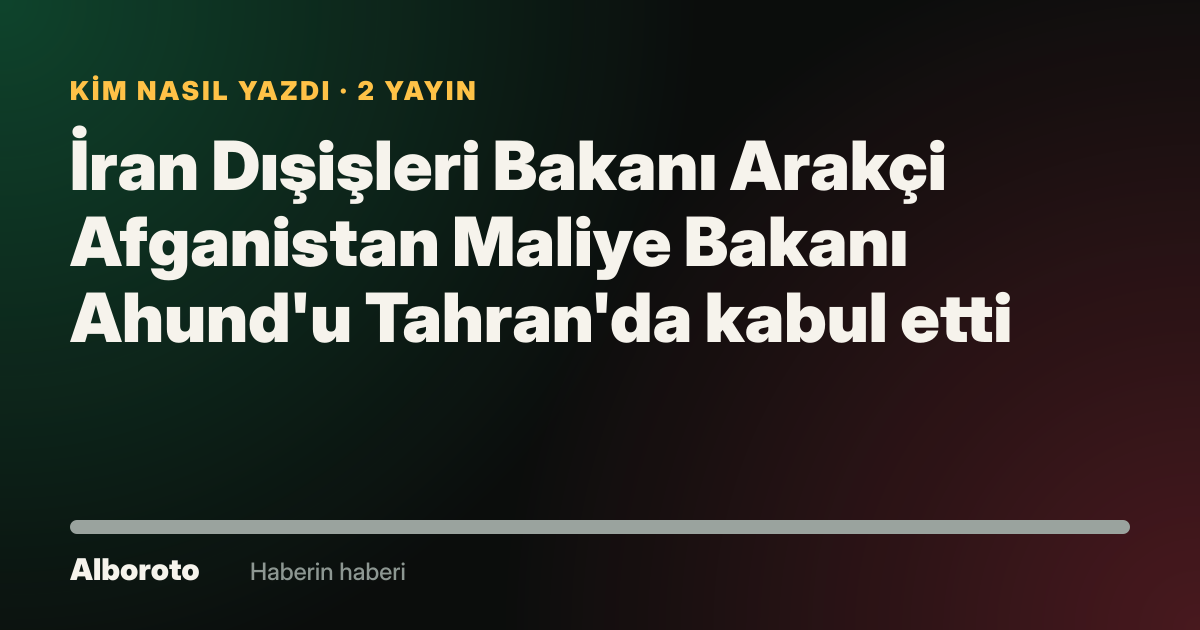 KİM NASIL YAZDI · 2 YAYIN
İran Dışişleri Bakanı Arakçi
Afganistan Maliye Bakanı
Ahund'u Tahran'da kabul etti
Alboroto
Haberin haberi